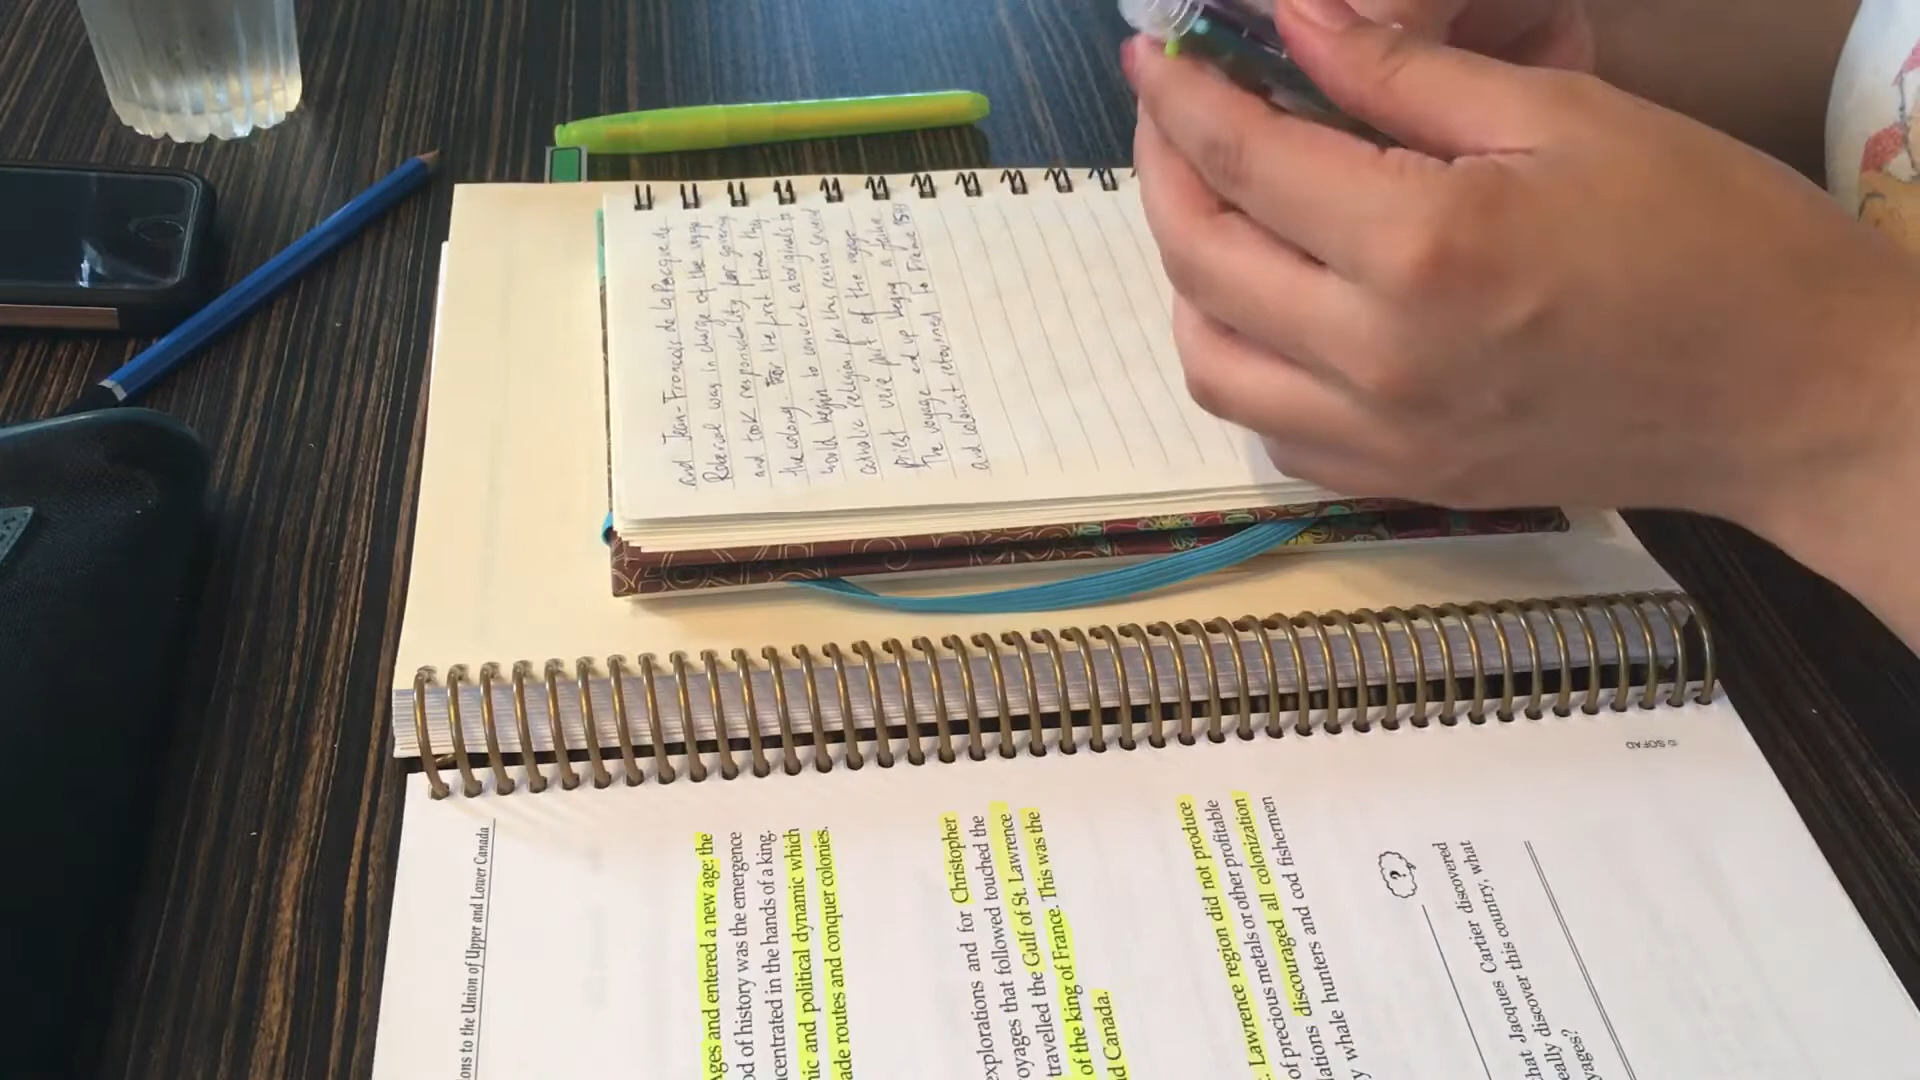 and Jean-François de la Rocque de
Roberval was in charge of the voyage
and took responsability for governing
the colony. For the first time they
would begin to convert aboriginals to
catholic religion, for this reason several
Priest were part of the voyage
The voyage end up being a failure
and colonist retourned to France 1543
© SOFAD
ons to the Union of Upper and Lower Canada
Ages and entered a new age: the
od of history was the emergence
ncentrated in the hands of a king.
nic and political dynamic which
ade routes and conquer colonies.
explorations and for Christopher
oyages that followed touched the
travelled the Gulf of St. Lawrence
of the king of France. This was the
d Canada.
. Lawrence region did not produce
of precious metals or other profitable
lations discouraged all colonization
y whale hunters and cod fishermen
?
hat Jacques Cartier discovered
eally discover this country, what
yages?